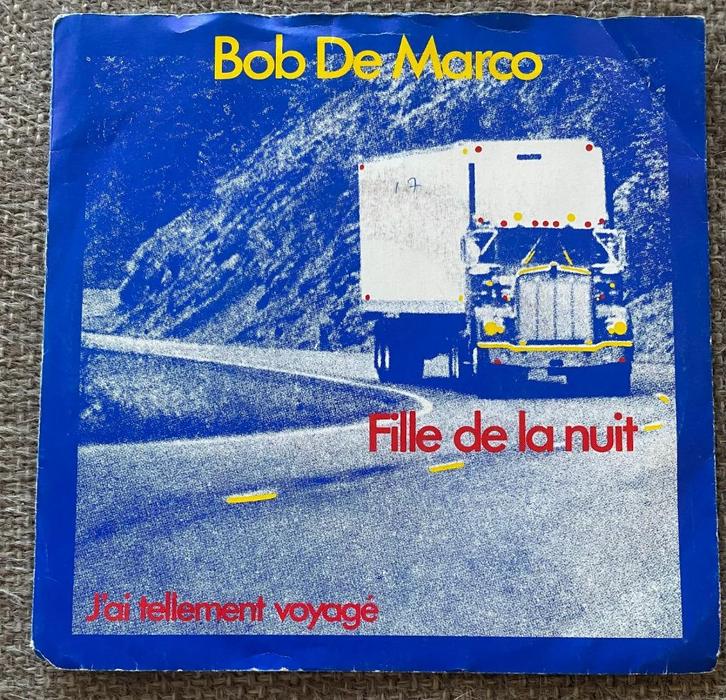 Bob De Marco
Fille de la nuit
J'ai tellement voyagé